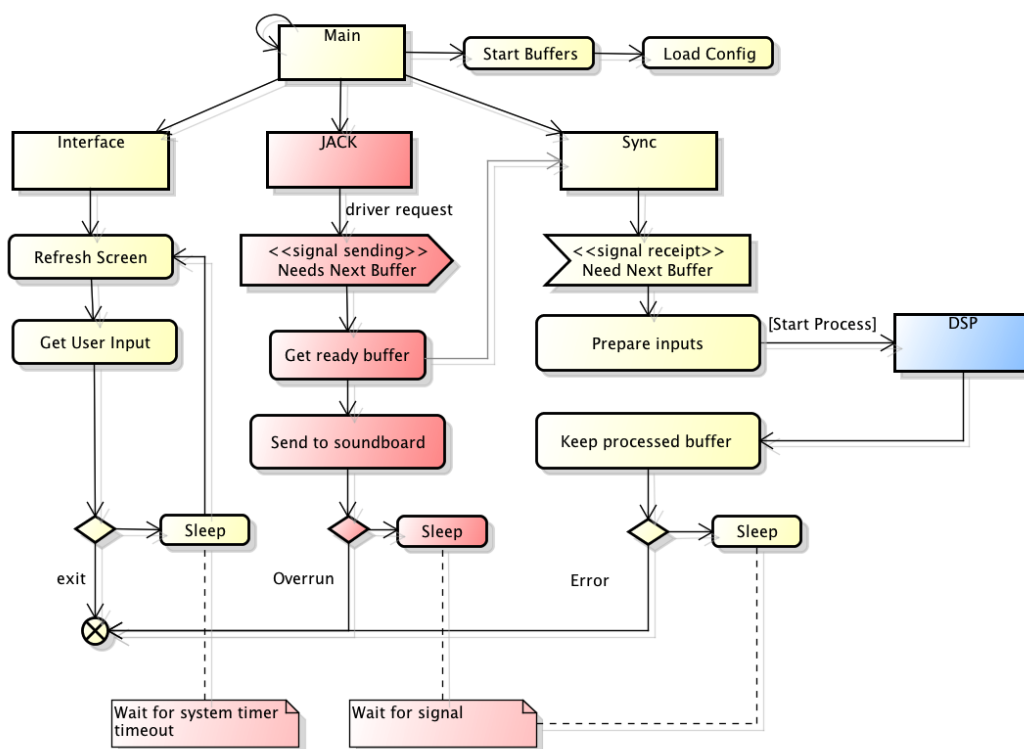 Main
Start Buffers
Load Config
Interface
JACK
Sync
driver request
Refresh Screen
<<signal sending>>
Needs Next Buffer
<<signal receipt>>
Need Next Buffer
[Start Process]
DSP
Get User Input
Get ready buffer
Prepare inputs
Send to soundboard
Keep processed buffer
Sleep
Sleep
Sleep
exit
Overrun
Error
Wait for system timer
timeout
Wait for signal